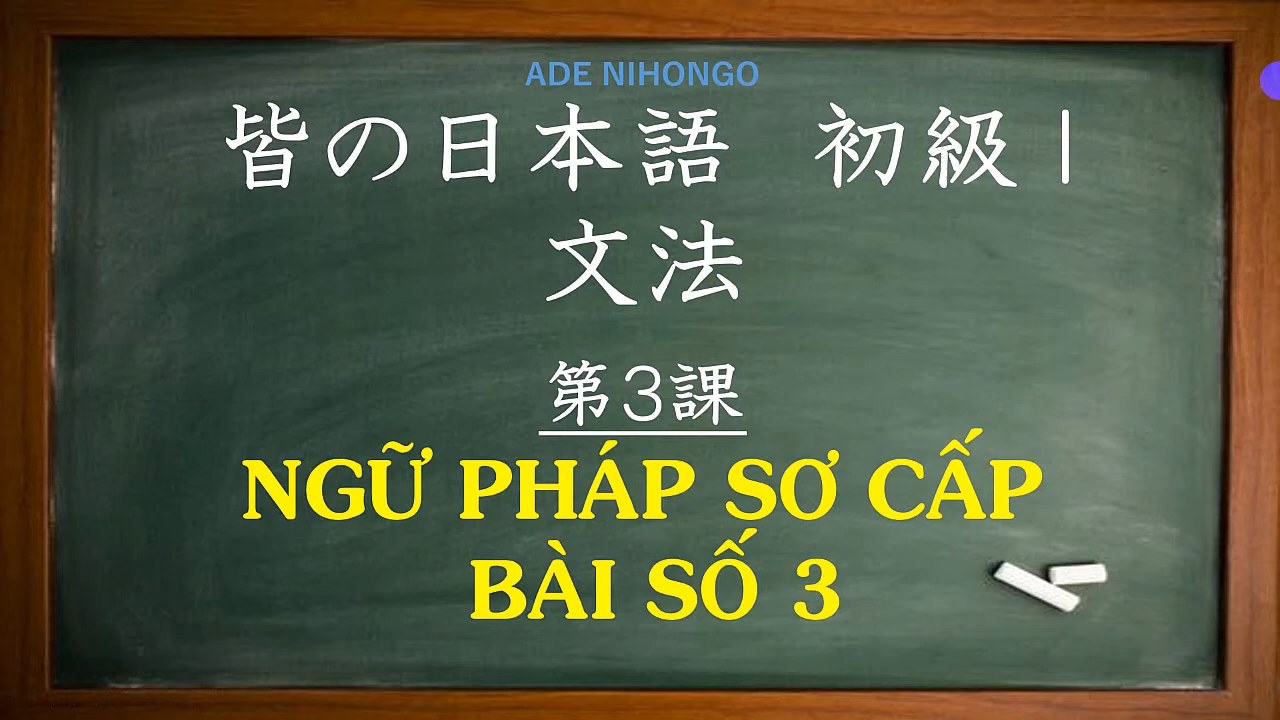 ADE NIHONGO
皆の日本語　初級 I
文法
第3課
NGỮ PHÁP SƠ CẤP
BÀI SỐ 3